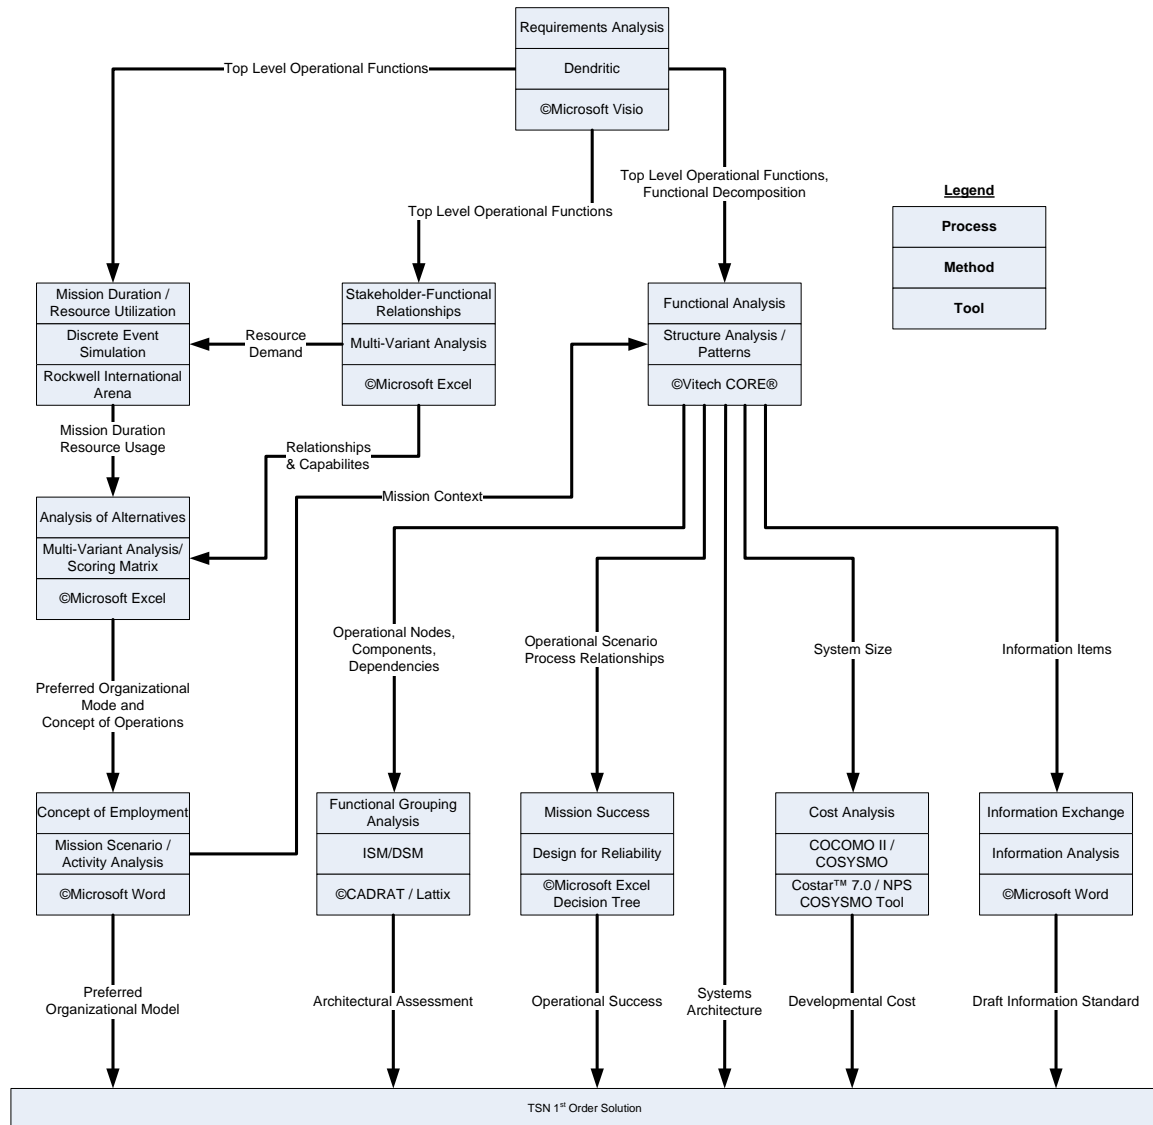 Requirements Analysis
Dendritic
©Microsoft Visio
Top Level Operational Functions
Top Level Operational Functions,
Functional Decomposition
Top Level Operational Functions
Legend
Process
Method
Tool
Mission Duration /
Resource Utilization
Discrete Event
Simulation
Rockwell International
Arena
Resource
Demand
Stakeholder-Functional
Relationships
Multi-Variant Analysis
©Microsoft Excel
Functional Analysis
Structure Analysis /
Patterns
©Vitech CORE®
Mission Duration
Resource Usage
Relationships
& Capabilites
Mission Context
Analysis of Alternatives
Multi-Variant Analysis/
Scoring Matrix
©Microsoft Excel
Operational Nodes,
Components,
Dependencies
Operational Scenario
Process Relationships
System Size
Information Items
Preferred Organizational
Mode and
Concept of Operations
Concept of Employment
Mission Scenario /
Activity Analysis
©Microsoft Word
Functional Grouping
Analysis
ISM/DSM
©CADRAT / Lattix
Mission Success
Design for Reliability
©Microsoft Excel
Decision Tree
Cost Analysis
COCOMO II /
COSYSMO
Costar™ 7.0 / NPS
COSYSMO Tool
Information Exchange
Information Analysis
©Microsoft Word
Preferred
Organizational Model
Architectural Assessment
Operational Success
Systems
Architecture
Developmental Cost
Draft Information Standard
TSN 1st Order Solution